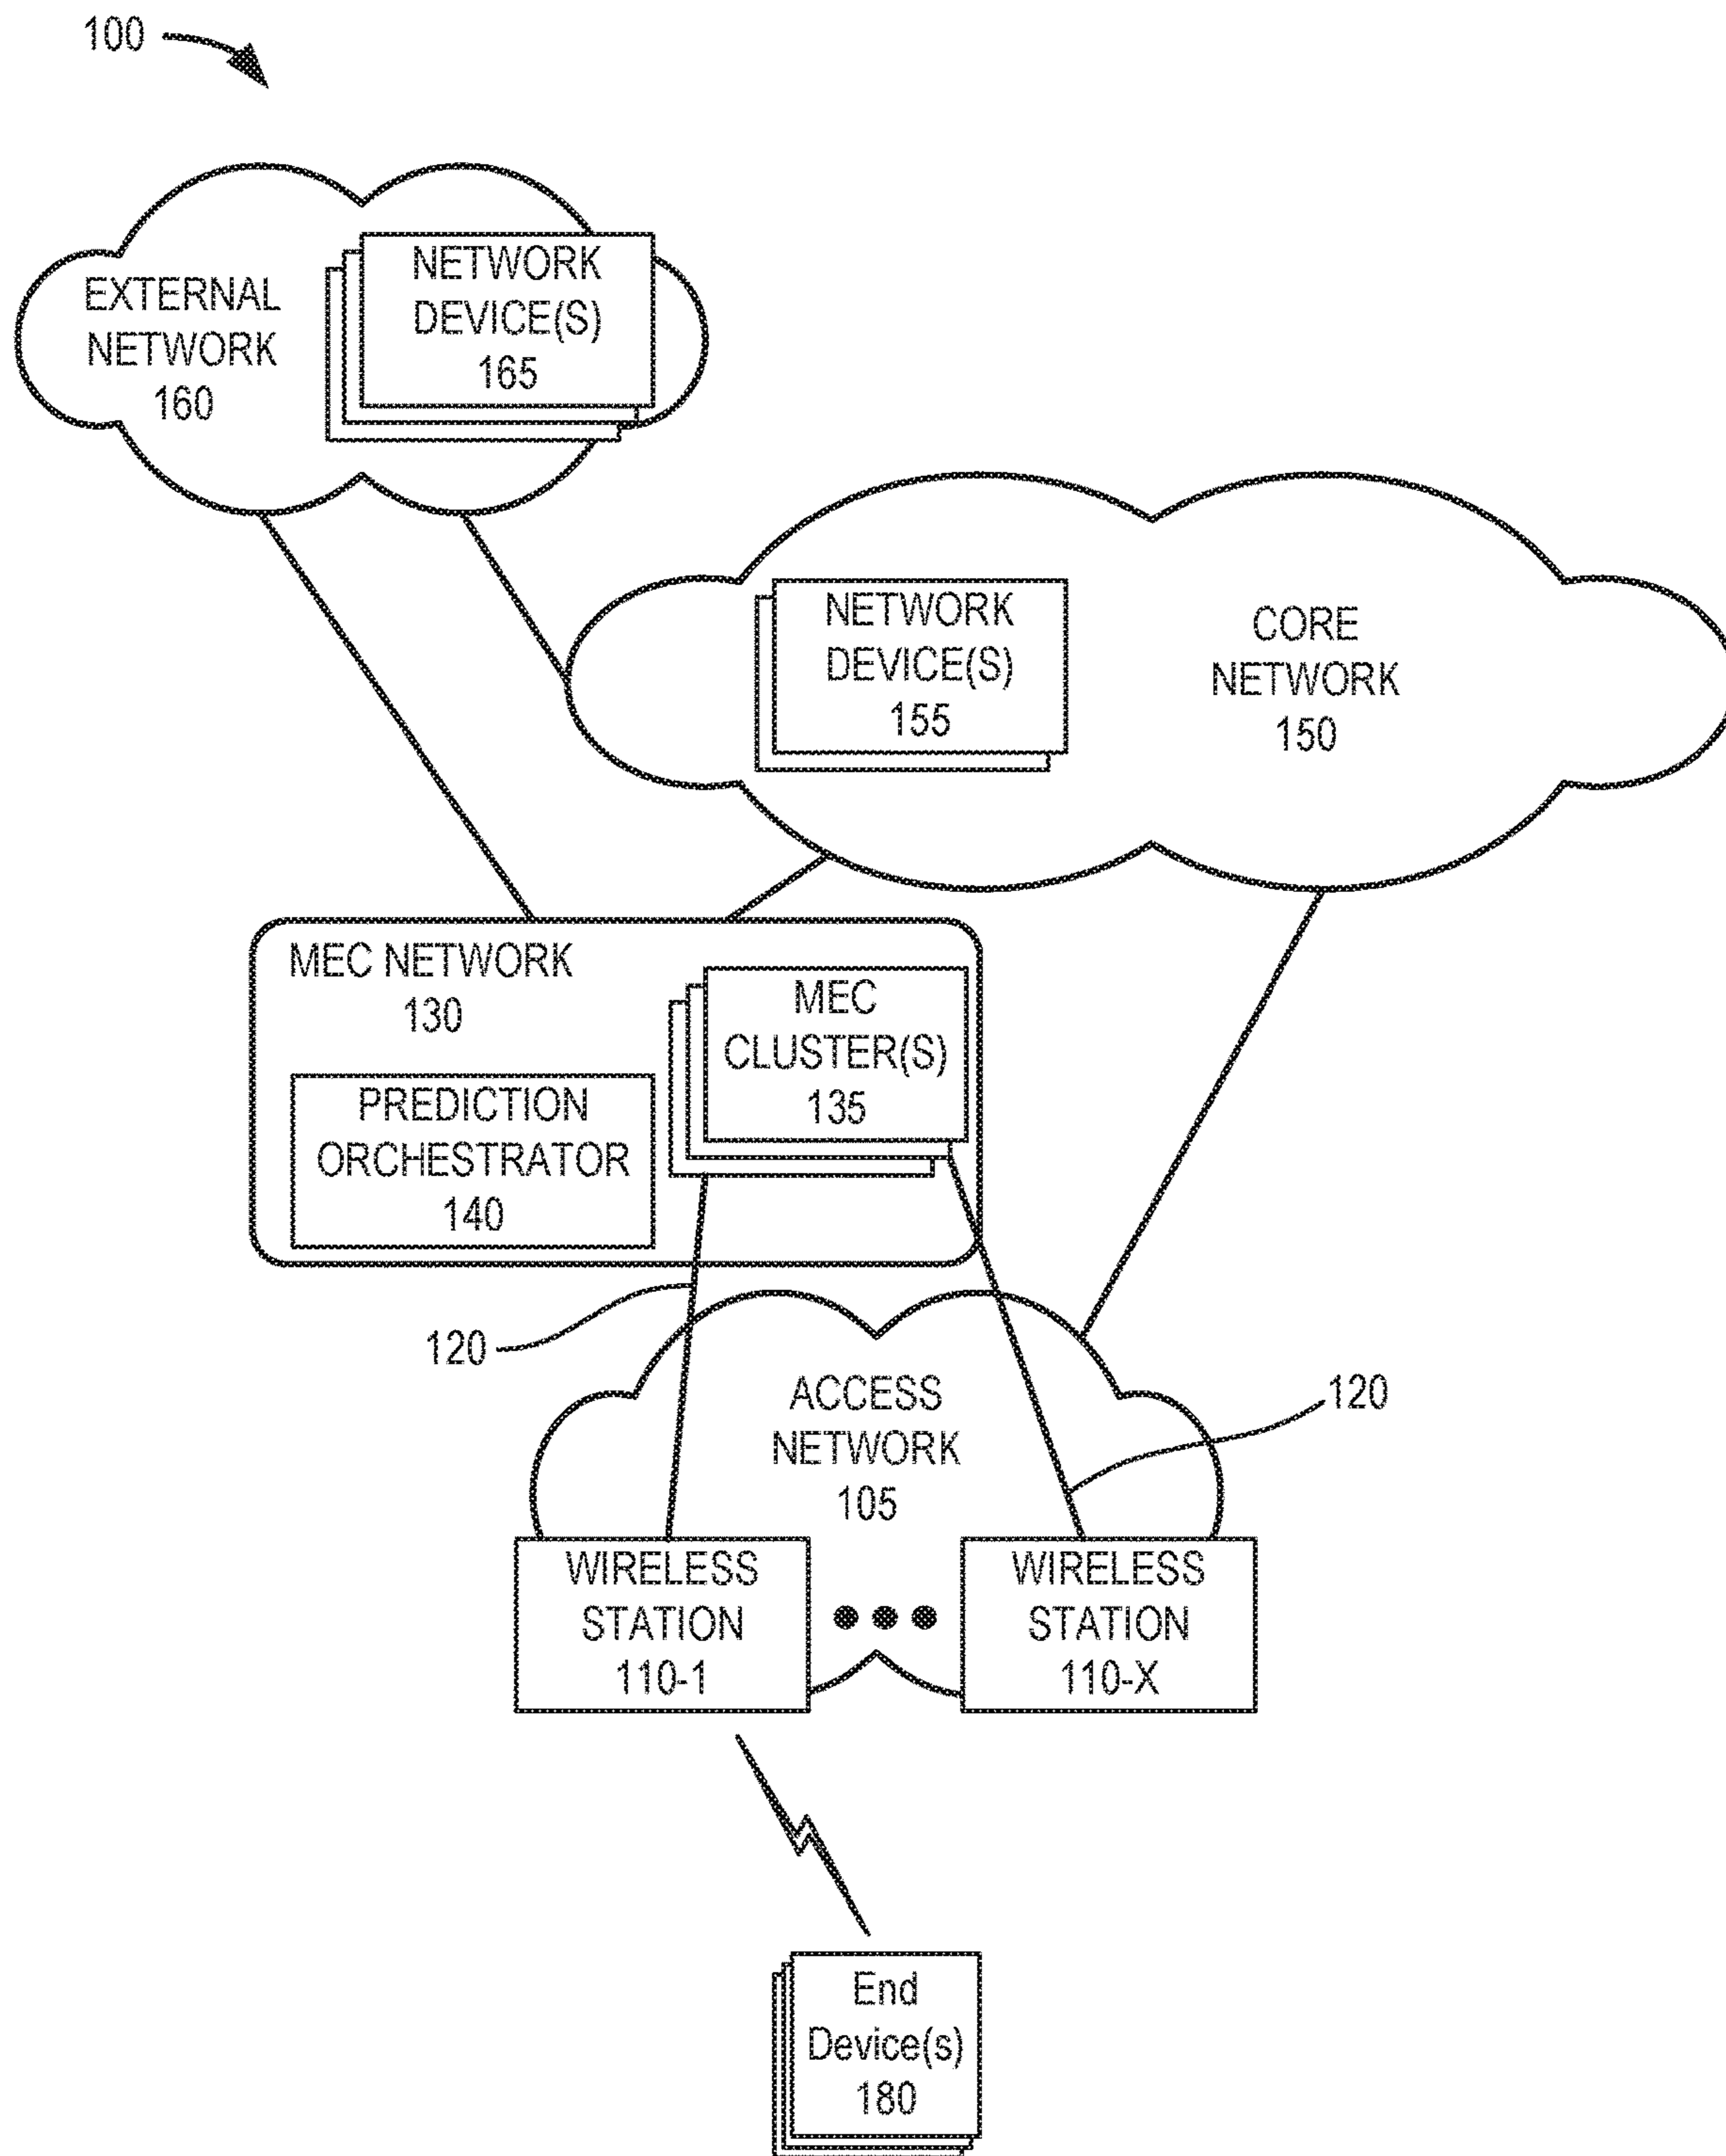 100
EXTERNAL
NETWORK
160
NETWORK
DEVICE(S)
165
NETWORK
DEVICE(S)
155
CORE
NETWORK
150
MEC NETWORK
130
MEC
CLUSTER(S)
135
PREDICTION
ORCHESTRATOR
140
120
ACCESS
NETWORK
105
120
WIRELESS
STATION
110-1
WIRELESS
STATION
110-X
End
Device(s)
180